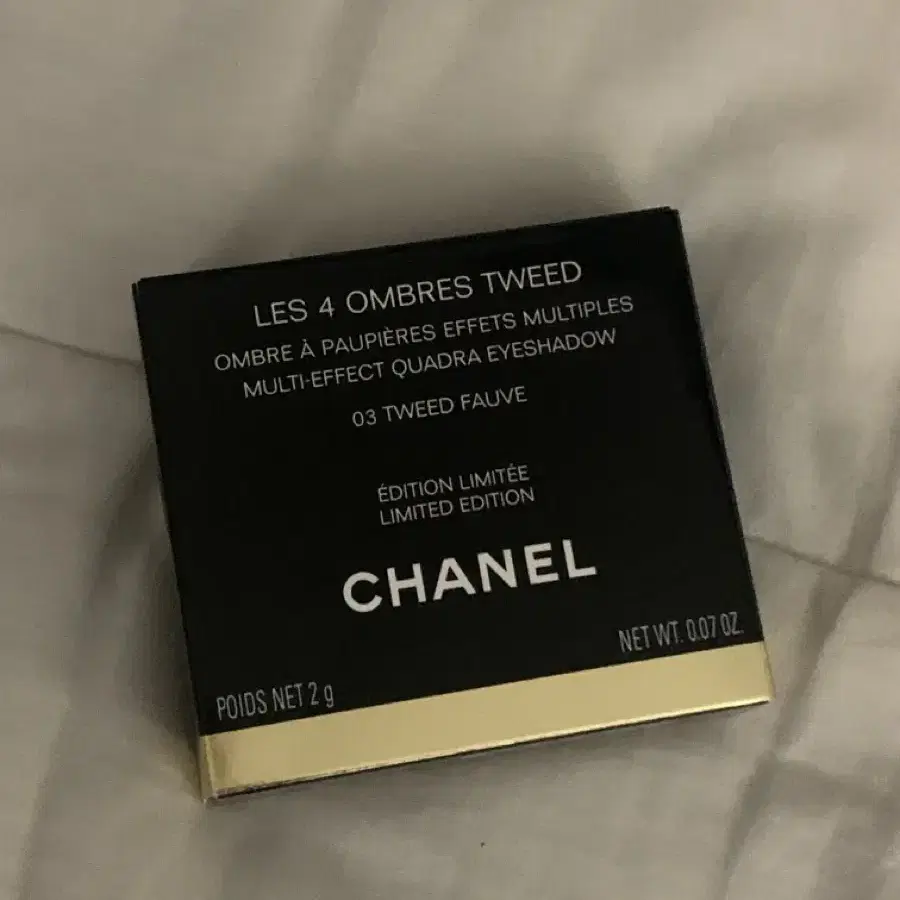 LES 4 OMBRES TWEED
OMBRE À PAUPIÈRES EFFETS MULTIPLES
MULTI-EFFECT QUADRA EYESHADOW
03 TWEED FAUVE
ÉDITION LIMITÉE
LIMITED EDITION
CHANEL
POIDS NET 2 g
NET WT. 0.07 OZ.